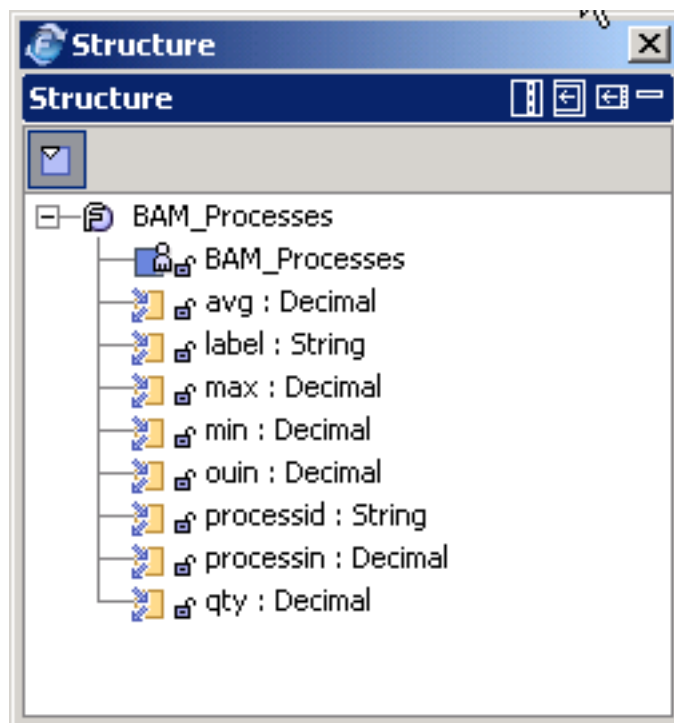 Structure
Structure
BAM_Processes
BAM_Processes
avg : Decimal
label : String
max : Decimal
min : Decimal
ouin : Decimal
processid : String
processin : Decimal
qty : Decimal